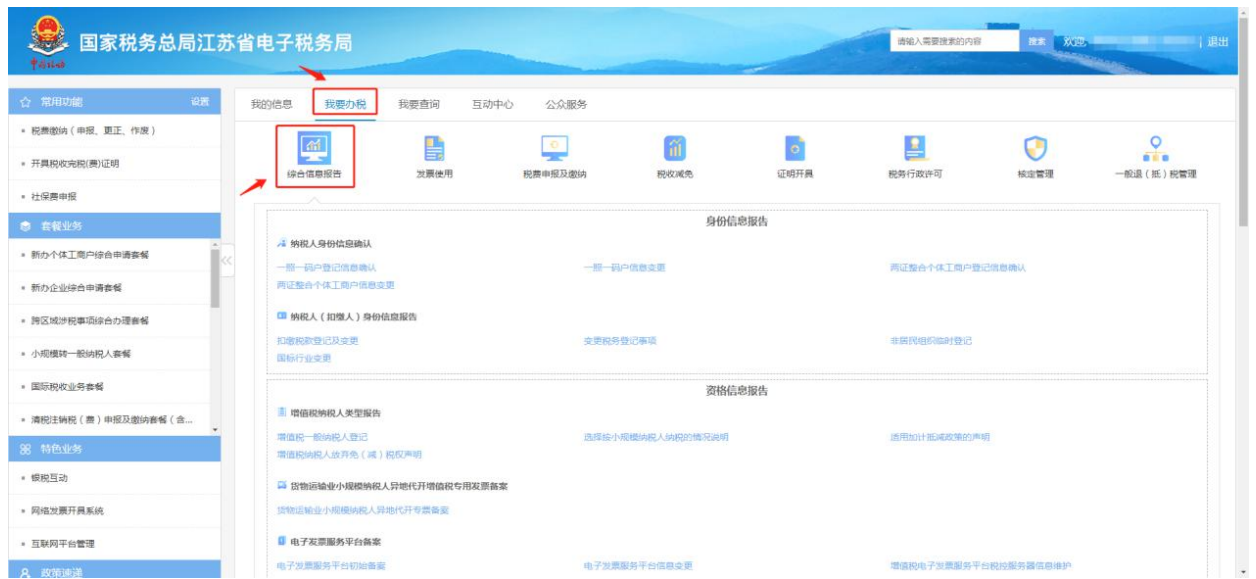 国家税务总局江苏省电子税务局
中国税务
请输入需要搜索的内容
搜索
欢迎,
| 退出
常用功能
设置
税费缴纳（申报、更正、作废）
开具税收完税(费)证明
社保费申报
套餐业务
新办个体工商户综合申请套餐
新办企业综合申请套餐
跨区域涉税事项综合办理套餐
小规模转一般纳税人套餐
国际税收业务套餐
清税注销税（费）申报及缴纳套餐（含...
特色业务
银税互动
网络发票开具系统
互联网平台管理
政策速递
我的信息 我要办税 我要查询 互动中心 公众服务
综合信息报告 发票使用 税费申报及缴纳 税收减免 证明开具 税务行政许可 核定管理 一般退（抵）税管理
身份信息报告
纳税人身份信息确认
一照一码户登记信息确认 一照一码户信息变更 两证整合个体工商户登记信息确认
两证整合个体工商户信息变更
纳税人（扣缴人）身份信息报告
扣缴税款登记及变更 变更税务登记事项 非居民组织临时登记
国标行业变更
资格信息报告
增值税纳税人类型报告
增值税一般纳税人登记 选择按小规模纳税人纳税的情况说明 适用加计抵减政策的声明
增值税纳税人放弃免（减）税权声明
货物运输业小规模纳税人异地代开增值税专用发票备案
货物运输业小规模纳税人异地代开专票备案
电子发票服务平台备案
电子发票服务平台初始备案 电子发票服务平台信息变更 增值税电子发票服务平台税控服务器信息维护